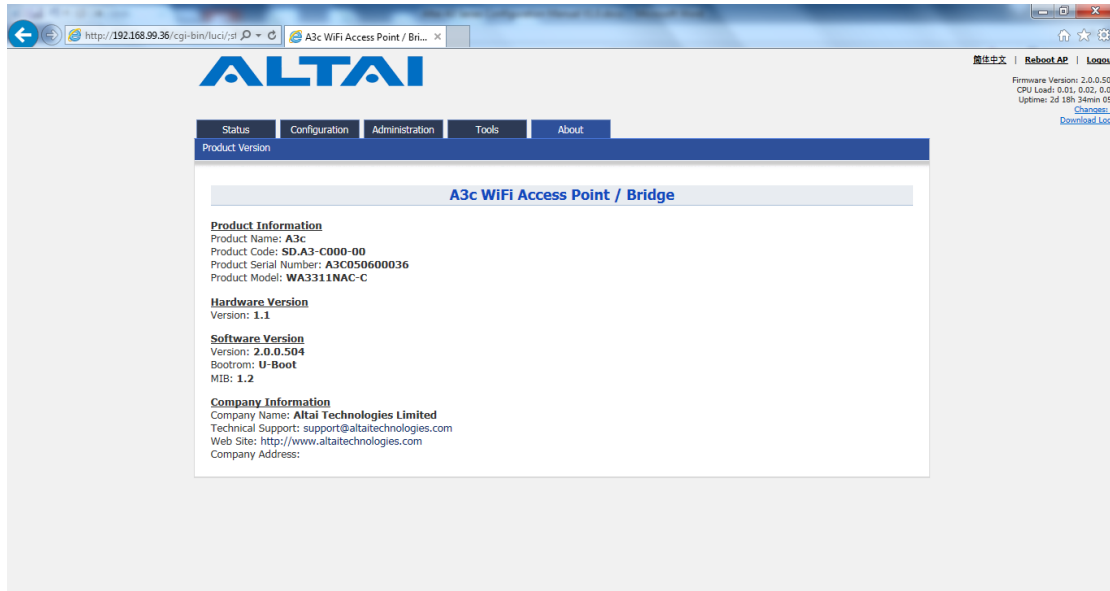 http://192.168.99.36/cgi-bin/luci/;st
A3c WiFi Access Point / Bri...
ALTAI
简体中文 | Reboot AP | Logou
Firmware Version: 2.0.0.50
CPU Load: 0.01, 0.02, 0.0
Uptime: 2d 18h 34min 05
Changes:
Download Log
Status Configuration Administration Tools About
Product Version
A3c WiFi Access Point / Bridge
Product Information
Product Name: A3c
Product Code: SD.A3-C000-00
Product Serial Number: A3C050600036
Product Model: WA3311NAC-C
Hardware Version
Version: 1.1
Software Version
Version: 2.0.0.504
Bootrom: U-Boot
MIB: 1.2
Company Information
Company Name: Altai Technologies Limited
Technical Support: support@altaitechnologies.com
Web Site: http://www.altaitechnologies.com
Company Address: